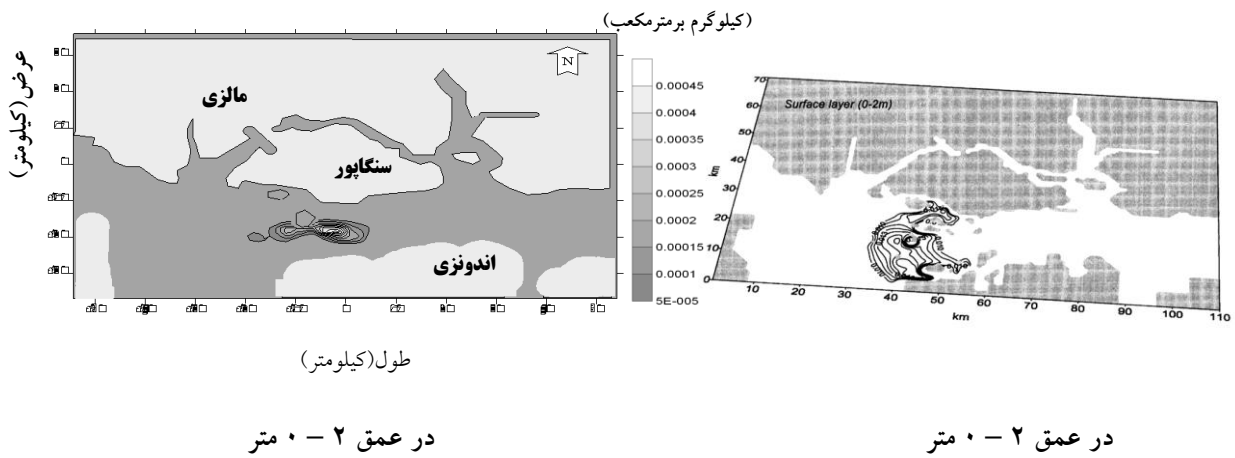 (کیلوگرم برمترمکعب)
عرض(کیلومتر)
N
مالزی
سنگاپور
اندونزی
0.00045
0.0004
0.00035
0.0003
0.00025
0.0002
0.00015
0.0001
5E-005
طول(کیلومتر)
Surface layer (0-2m)
70
60
50
40
30
20
10
0
km
10 20 30 40 50 60 70 80 90 100 110
km
در عمق ۲ – ۰ متر
در عمق ۲ – ۰ متر